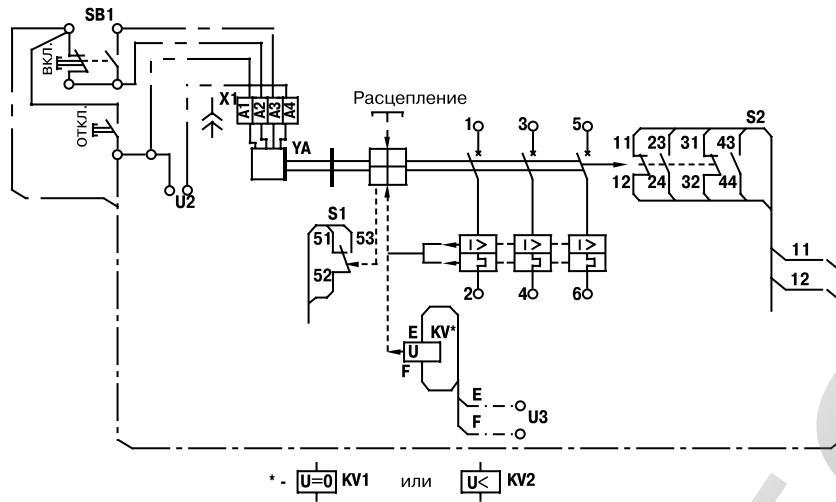 SB1
ВКЛ.
ОТКЛ.
X1
A1 A2 A3 A4
YA
U2
Расцепление
1 3 5
S2
11 23 31 43
12 24 32 44
S1
51 53
52
I > I > I >
2 4 6
11
12
E KV*
U
F
E
F
U3
* - U=0 KV1 или U< KV2